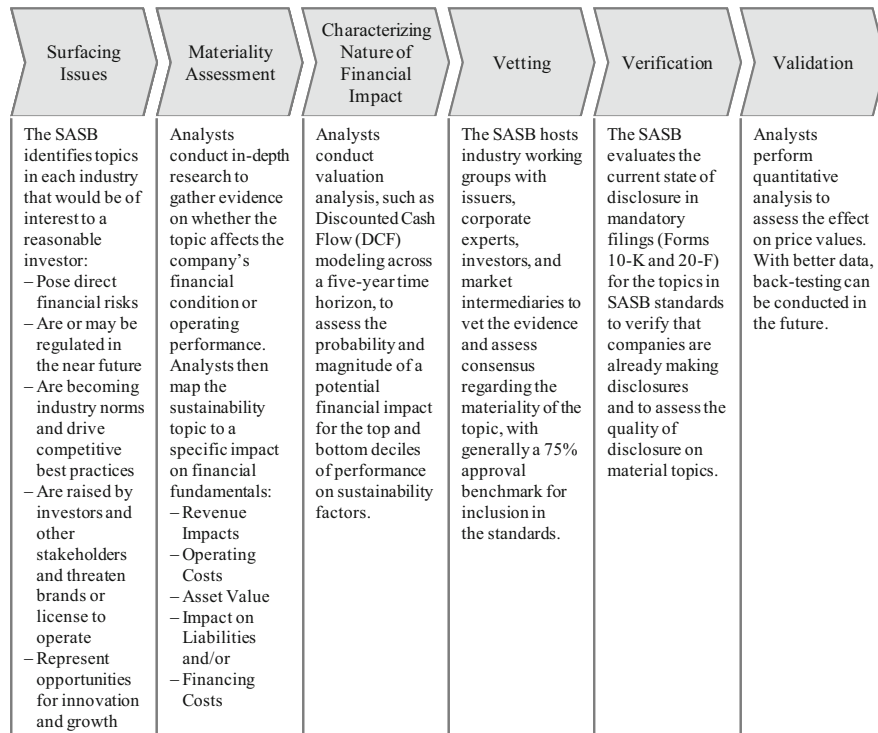 Surfacing
Issues
Materiality
Assessment
Characterizing
Nature of
Financial
Impact
Vetting
Verification
Validation
The SASB
identifies topics
in each industry
that would be of
interest to a
reasonable
investor:
– Pose direct
financial risks
– Are or may be
regulated in
the near future
– Are becoming
industry norms
and drive
competitive
best practices
– Are raised by
investors and
other
stakeholders
and threaten
brands or
license to
operate
– Represent
opportunities
for innovation
and growth
Analysts
conduct in-depth
research to
gather evidence
on whether the
topic affects the
company’s
financial
condition or
operating
performance.
Analysts then
map the
sustainability
topic to a
specific impact
on financial
fundamentals:
– Revenue
Impacts
– Operating
Costs
– Asset Value
– Impact on
Liabilities
and/or
– Financing
Costs
Analysts
conduct
valuation
analysis, such as
Discounted Cash
Flow (DCF)
modeling across
a five-year time
horizon, to
assess the
probability and
magnitude of a
potential
financial impact
for the top and
bottom deciles
of performance
on sustainability
factors.
The SASB hosts
industry working
groups with
issuers,
corporate
experts,
investors, and
market
intermediaries to
vet the evidence
and assess
consensus
regarding the
materiality of the
topic, with
generally a 75%
approval
benchmark for
inclusion in
the standards.
The SASB
evaluates the
current state of
disclosure in
mandatory
filings (Forms
10-K and 20-F)
for the topics in
SASB standards
to verify that
companies are
already making
disclosures
and to assess the
quality of
disclosure on
material topics.
Analysts
perform
quantitative
analysis to
assess the effect
on price values.
With better data,
back-testing can
be conducted in
the future.